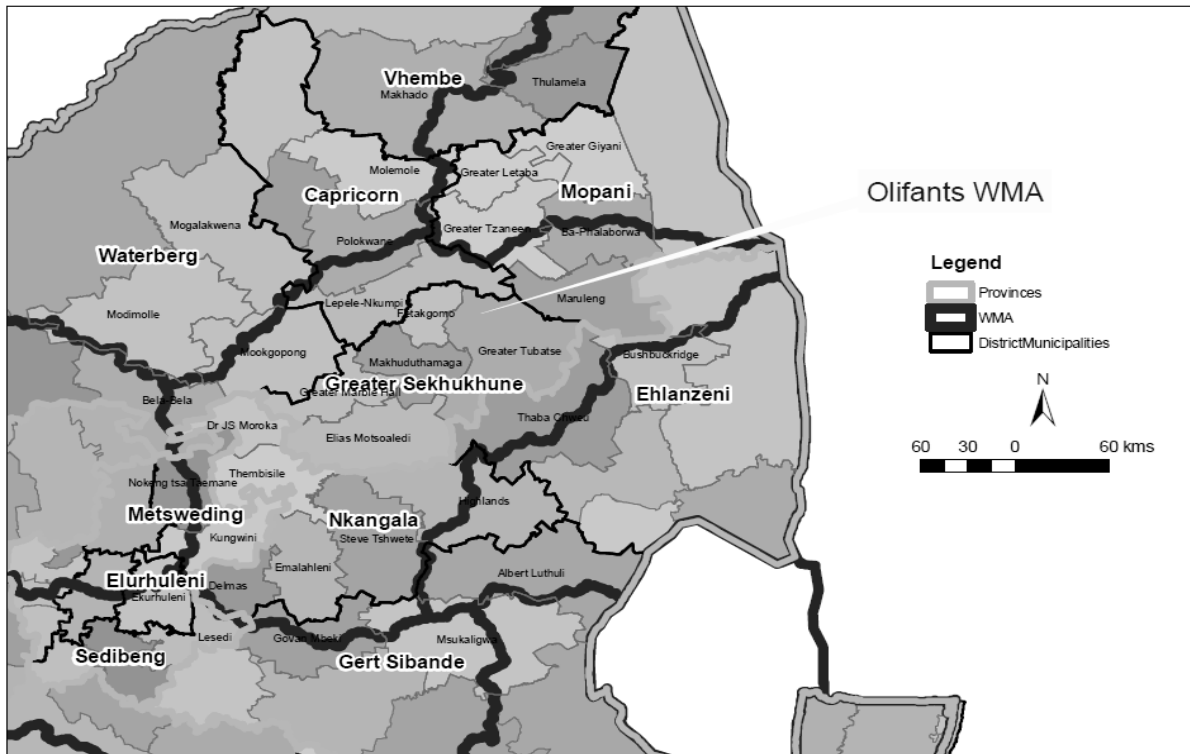 Vhembe
Makhado
Thulamela
Greater Giyani
Molemole
Greater Letaba
Capricorn
Mopani
Olifants WMA
Mogalakwena
Greater Tzaneen
Ba-Phalaborwa
Polokwane
Waterberg
Legend
Provinces
WMA
DistrictMunicipalities
Lepele-Nkumpi
Maruleng
Fetakgomo
Modimolle
Mookgopong
Greater Tubatse
Bushbuckridge
Makhuduthamaga
Greater Sekhukhune
Greater Marble Hall
Ehlanzeni
N
Bela-Bela
Thaba Chweu
Dr JS Moroka
Elias Motsoaledi
60 30 0 60 kms
Thembisile
Nokeng tsa Taemane
Highlands
Metsweding
Nkangala
Kungwini
Steve Tshwete
Emalahleni
Albert Luthuli
Elurhuleni
Delmas
Ekurhuleni
Lesedi
Govan Mbeki
Msukaligwa
Sedibeng
Gert Sibande